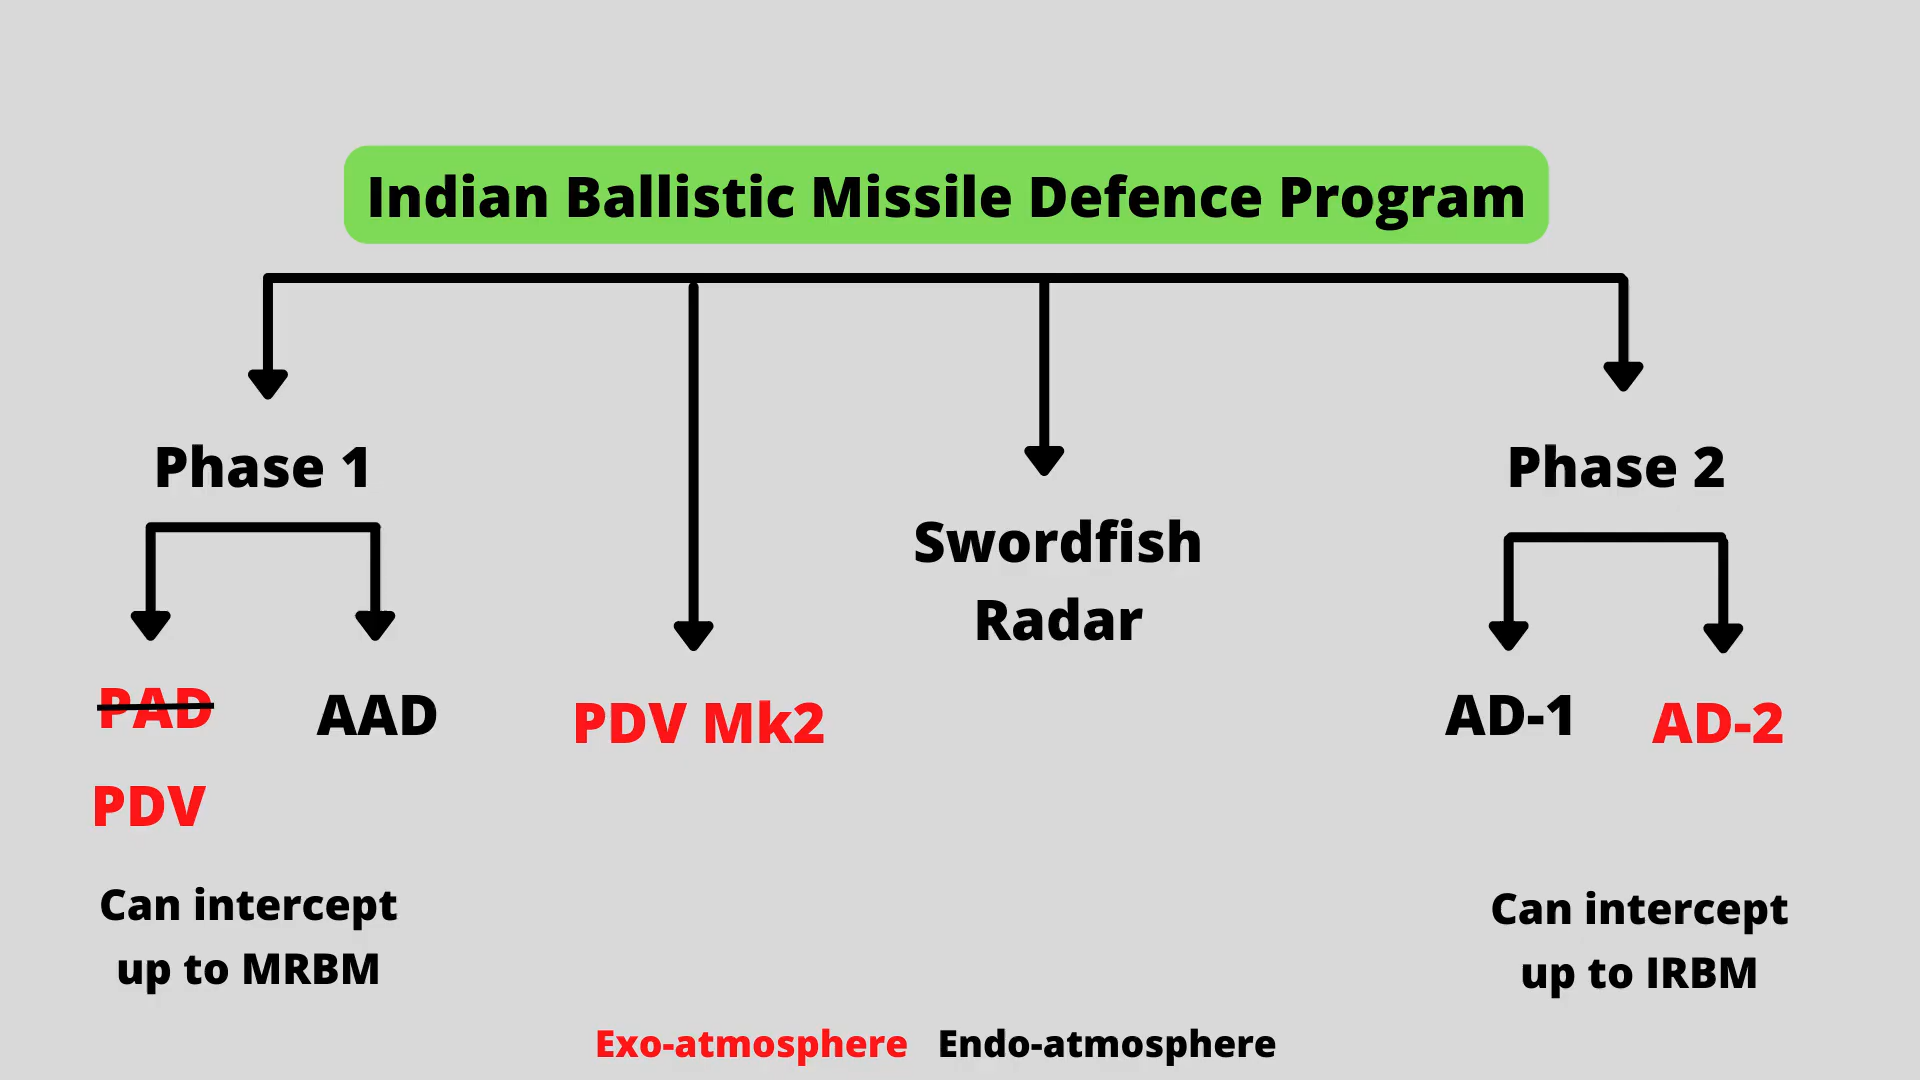 Indian Ballistic Missile Defence Program
Phase 1
Phase 2
Swordfish
Radar
PAD
AAD
PDV Mk2
AD-1
AD-2
PDV
Can intercept
up to MRBM
Can intercept
up to IRBM
Exo-atmosphere Endo-atmosphere